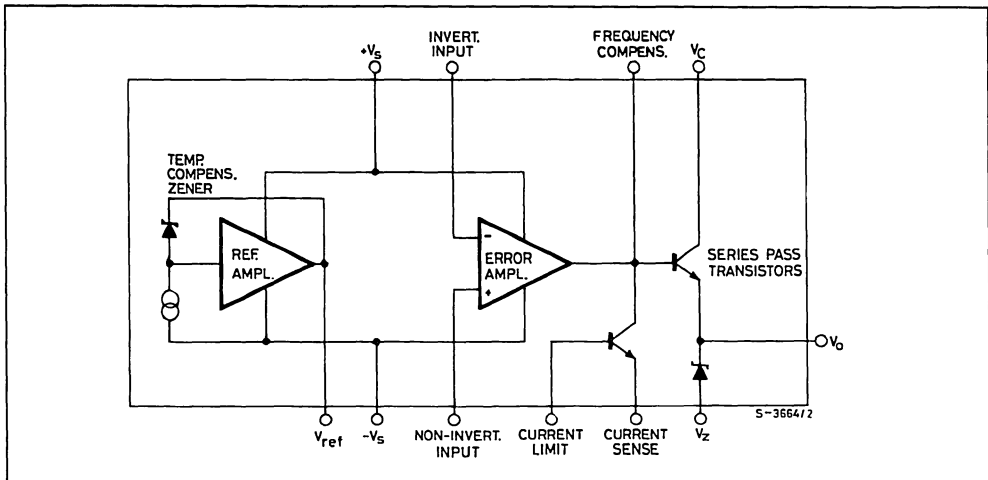 +Vs
INVERT.
INPUT
FREQUENCY
COMPENS.
VC
TEMP.
COMPENS.
ZENER
REF.
AMPL.
-
ERROR
AMPL.
+
SERIES PASS
TRANSISTORS
Vo
S-3664/2
Vref
-Vs
NON-INVERT.
INPUT
CURRENT
LIMIT
CURRENT
SENSE
VZ